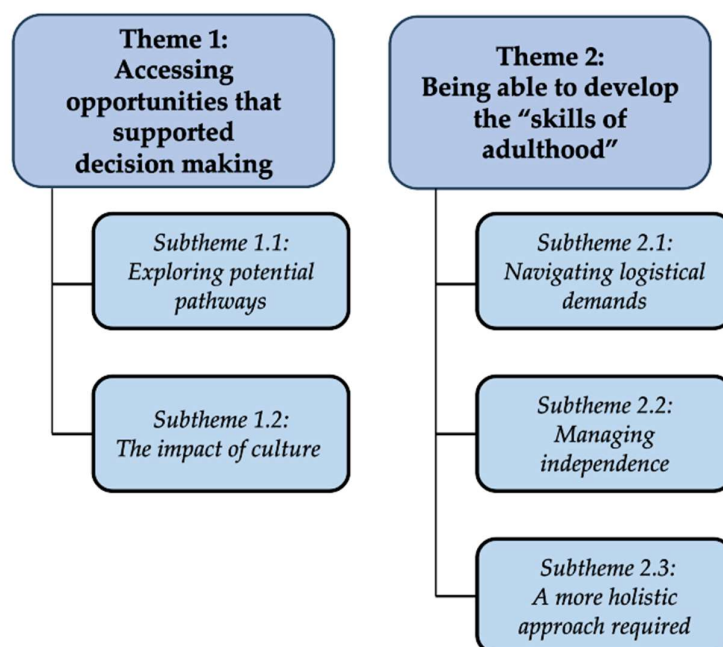 Theme 1:
Accessing
opportunities that
supported
decision making
Subtheme 1.1:
Exploring potential
pathways
Subtheme 1.2:
The impact of culture
Theme 2:
Being able to develop
the “skills of
adulthood”
Subtheme 2.1:
Navigating logistical
demands
Subtheme 2.2:
Managing
independence
Subtheme 2.3:
A more holistic
approach required